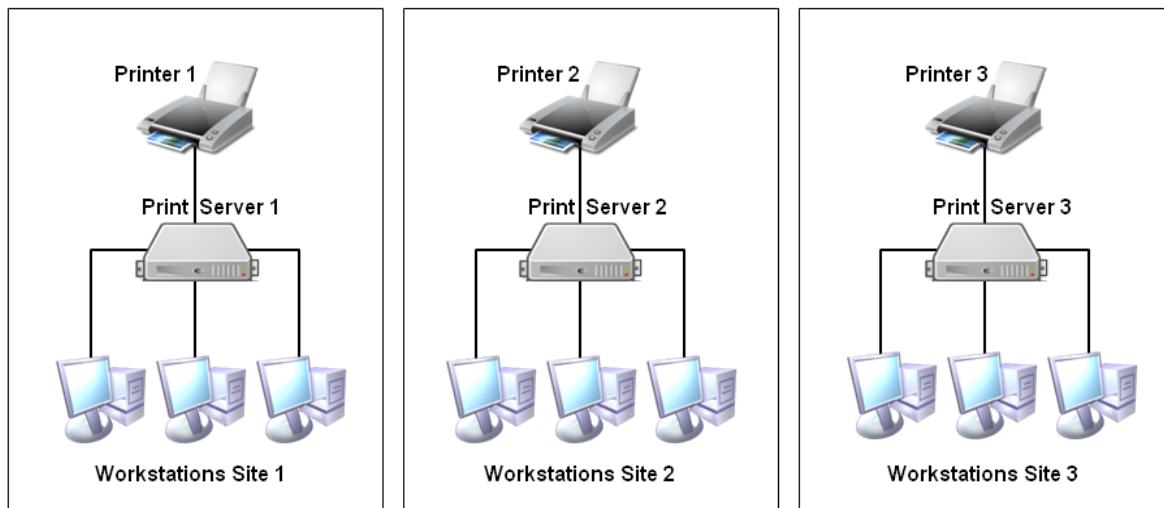 Printer 1
Print Server 1
Workstations Site 1
Printer 2
Print Server 2
Workstations Site 2
Printer 3
Print Server 3
Workstations Site 3